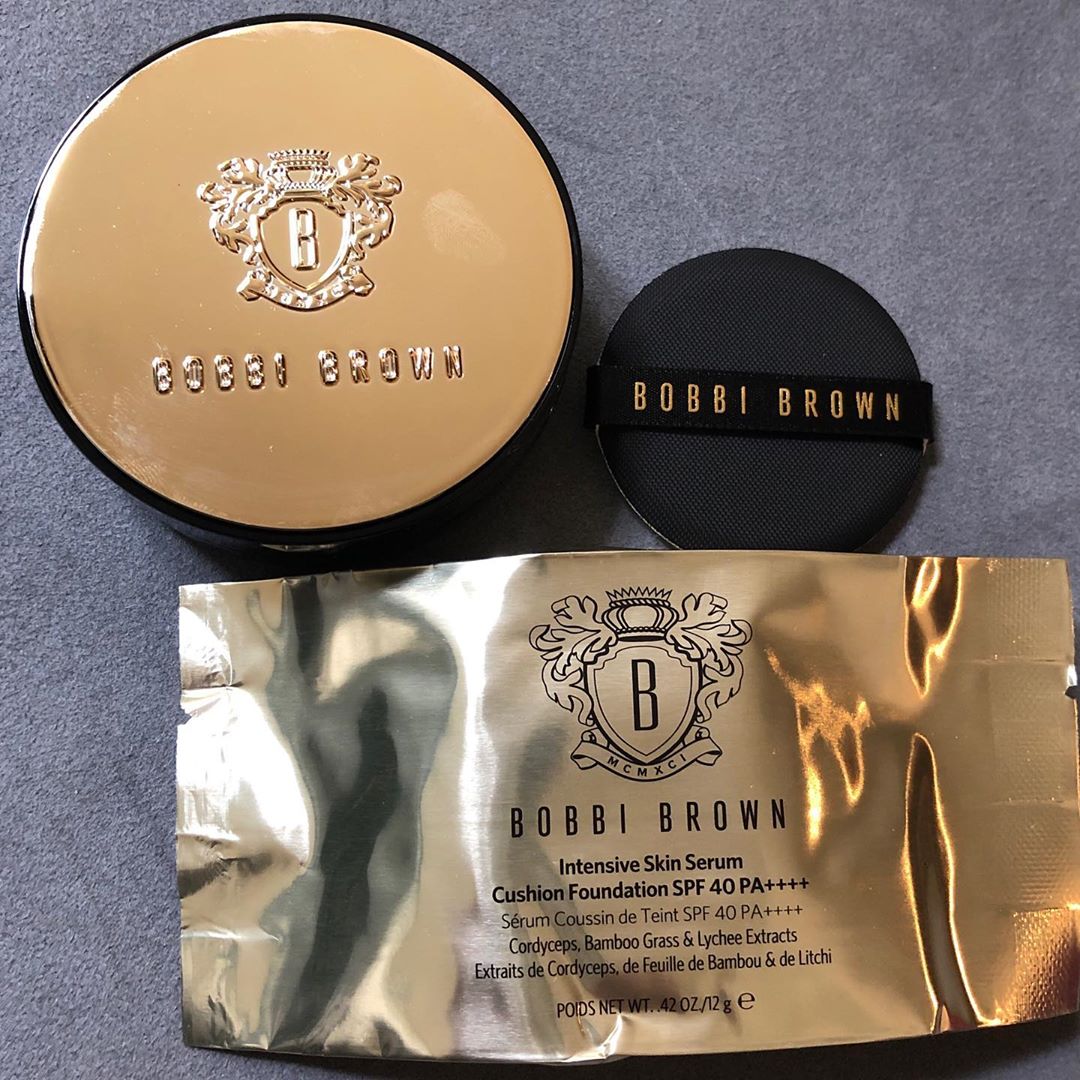 B
BOBBI BROWN
BOBBI BROWN
B
MCMXCI
BOBBI BROWN
Intensive Skin Serum
Cushion Foundation SPF 40 PA++++
Sérum Coussin de Teint SPF 40 PA++++
Cordyceps, Bamboo Grass & Lychee Extracts
Extraits de Cordyceps, de Feuille de Bambou & de Litchi
POIDS NET WT. .42 OZ./12 g ℮